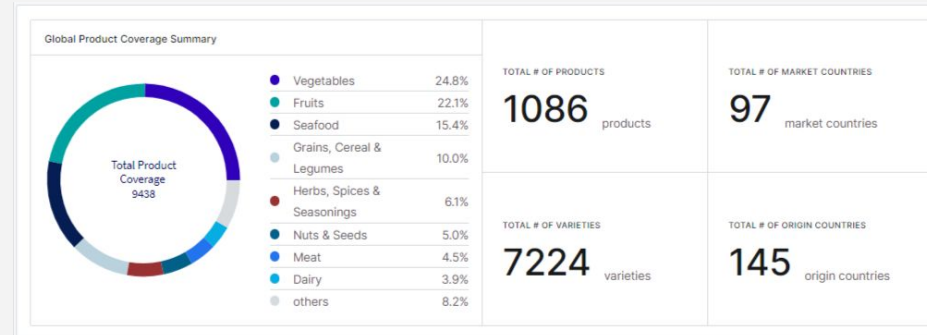 Global Product Coverage Summary
Total Product
Coverage
9438
Vegetables 24.8%
Fruits 22.1%
Seafood 15.4%
Grains, Cereal &
Legumes 10.0%
Herbs, Spices &
Seasonings 6.1%
Nuts & Seeds 5.0%
Meat 4.5%
Dairy 3.9%
others 8.2%
TOTAL # OF PRODUCTS
1086 products
TOTAL # OF MARKET COUNTRIES
97 market countries
TOTAL # OF VARIETIES
7224 varieties
TOTAL # OF ORIGIN COUNTRIES
145 origin countries